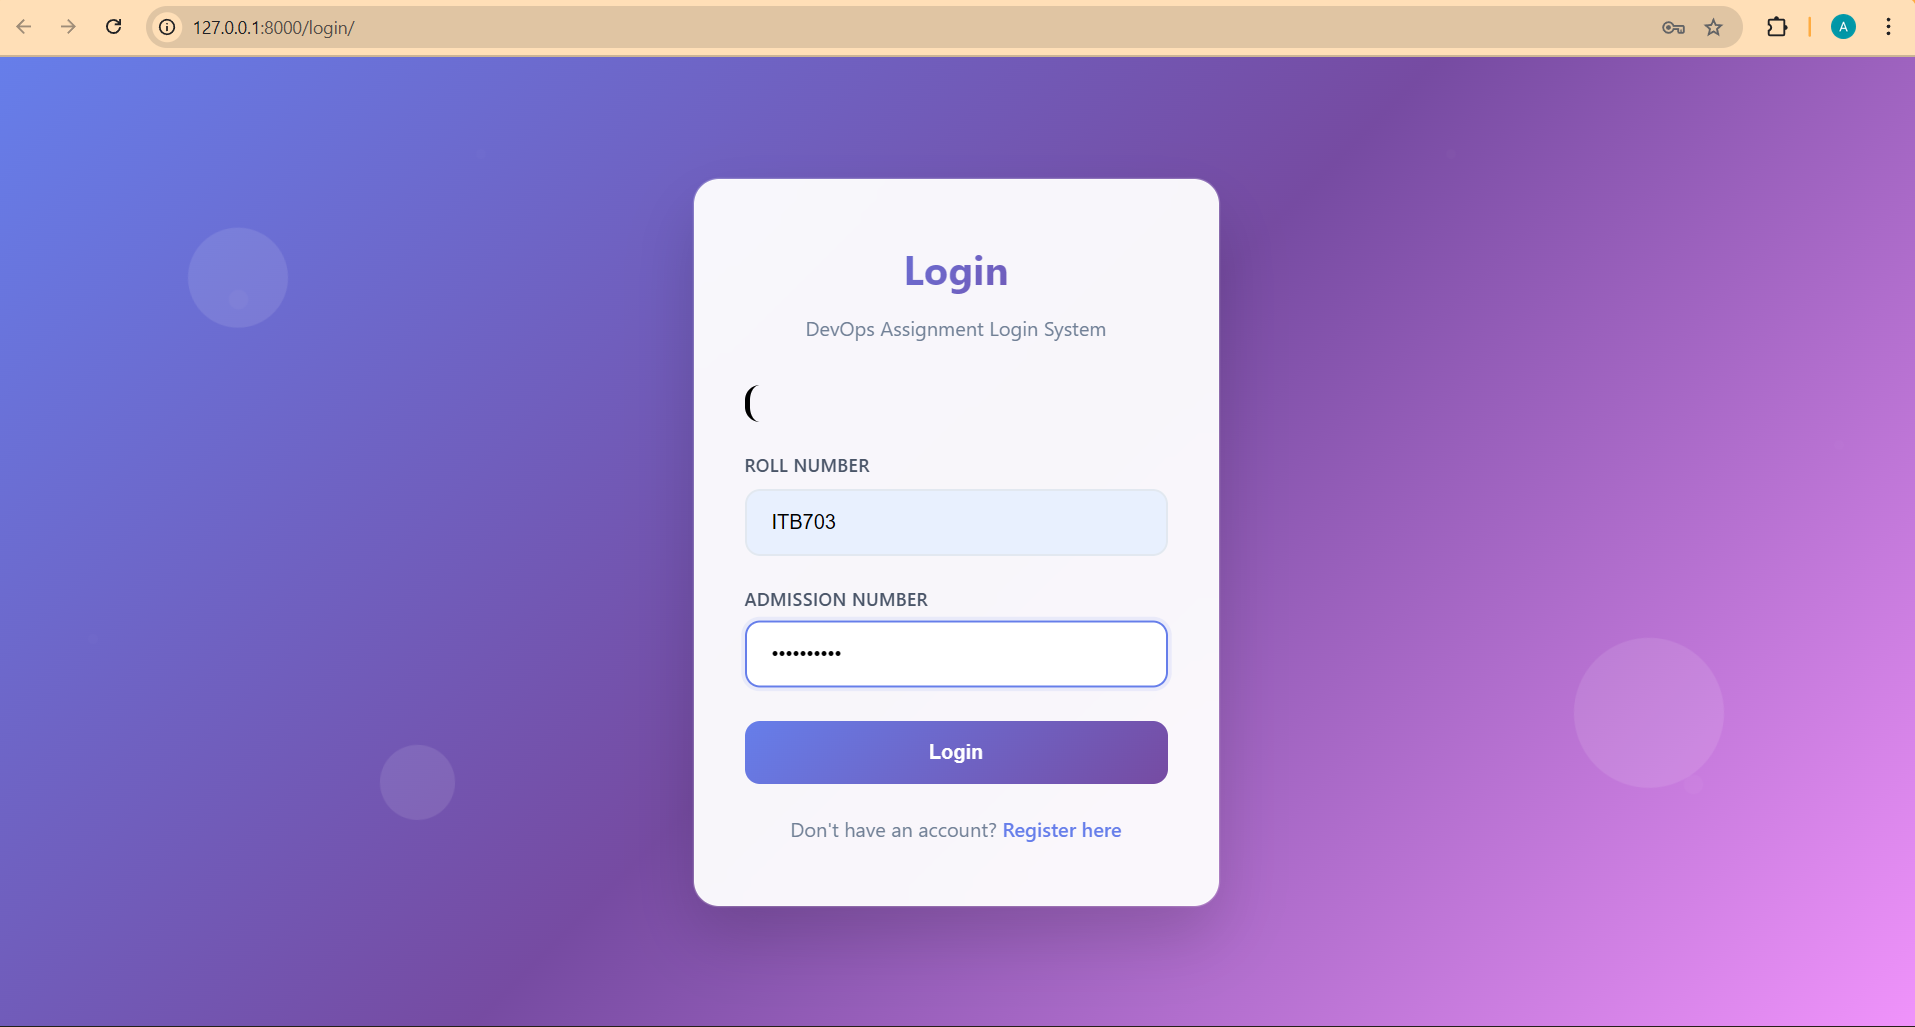 127.0.0.1:8000/login/
A
Login
DevOps Assignment Login System
(
ROLL NUMBER
ITB703
ADMISSION NUMBER
••••••••••
Login
Don't have an account? Register here